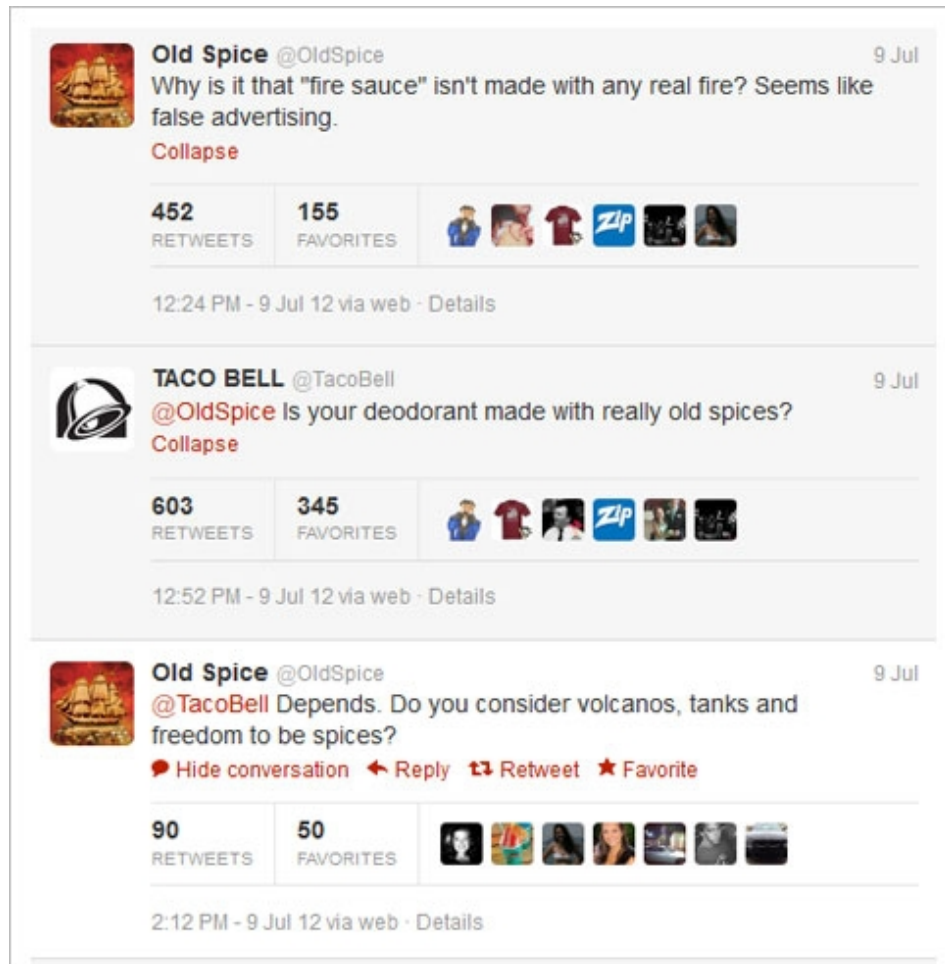 Old Spice @OldSpice 9 Jul
Why is it that "fire sauce" isn't made with any real fire? Seems like
false advertising.
Collapse
452 155
RETWEETS FAVORITES
ZIP
12:24 PM - 9 Jul 12 via web · Details
TACO BELL @TacoBell 9 Jul
@OldSpice Is your deodorant made with really old spices?
Collapse
603 345
RETWEETS FAVORITES
ZIP
12:52 PM - 9 Jul 12 via web · Details
Old Spice @OldSpice 9 Jul
@TacoBell Depends. Do you consider volcanos, tanks and
freedom to be spices?
Hide conversation Reply Retweet Favorite
90 50
RETWEETS FAVORITES
2:12 PM - 9 Jul 12 via web · Details